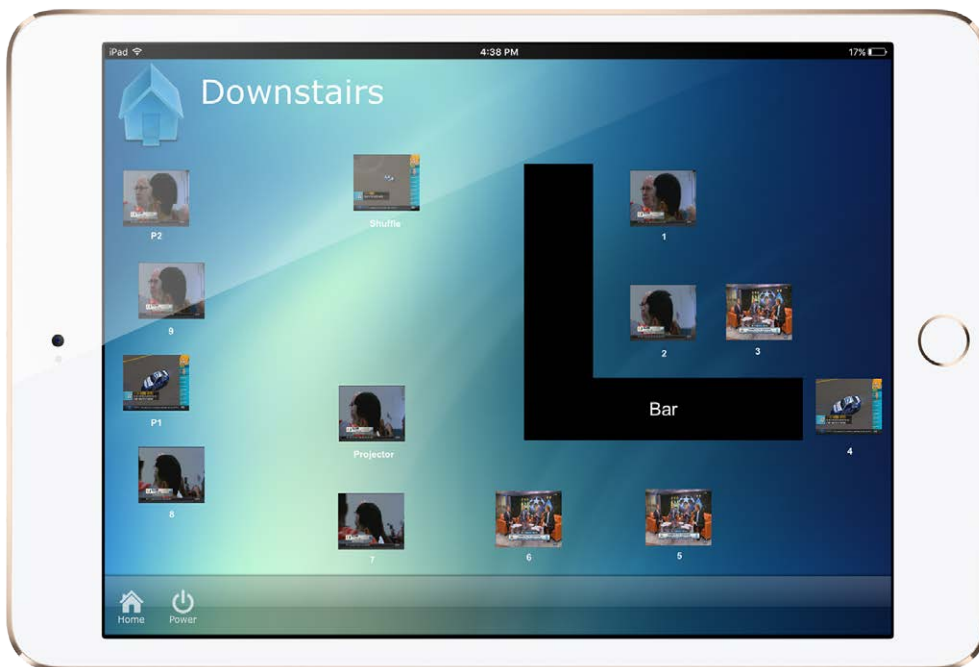 iPad
4:38 PM
17%
Downstairs
P2
Shuffle
1
9
2
3
P1
Bar
Projector
4
8
7
6
5
Home
Power